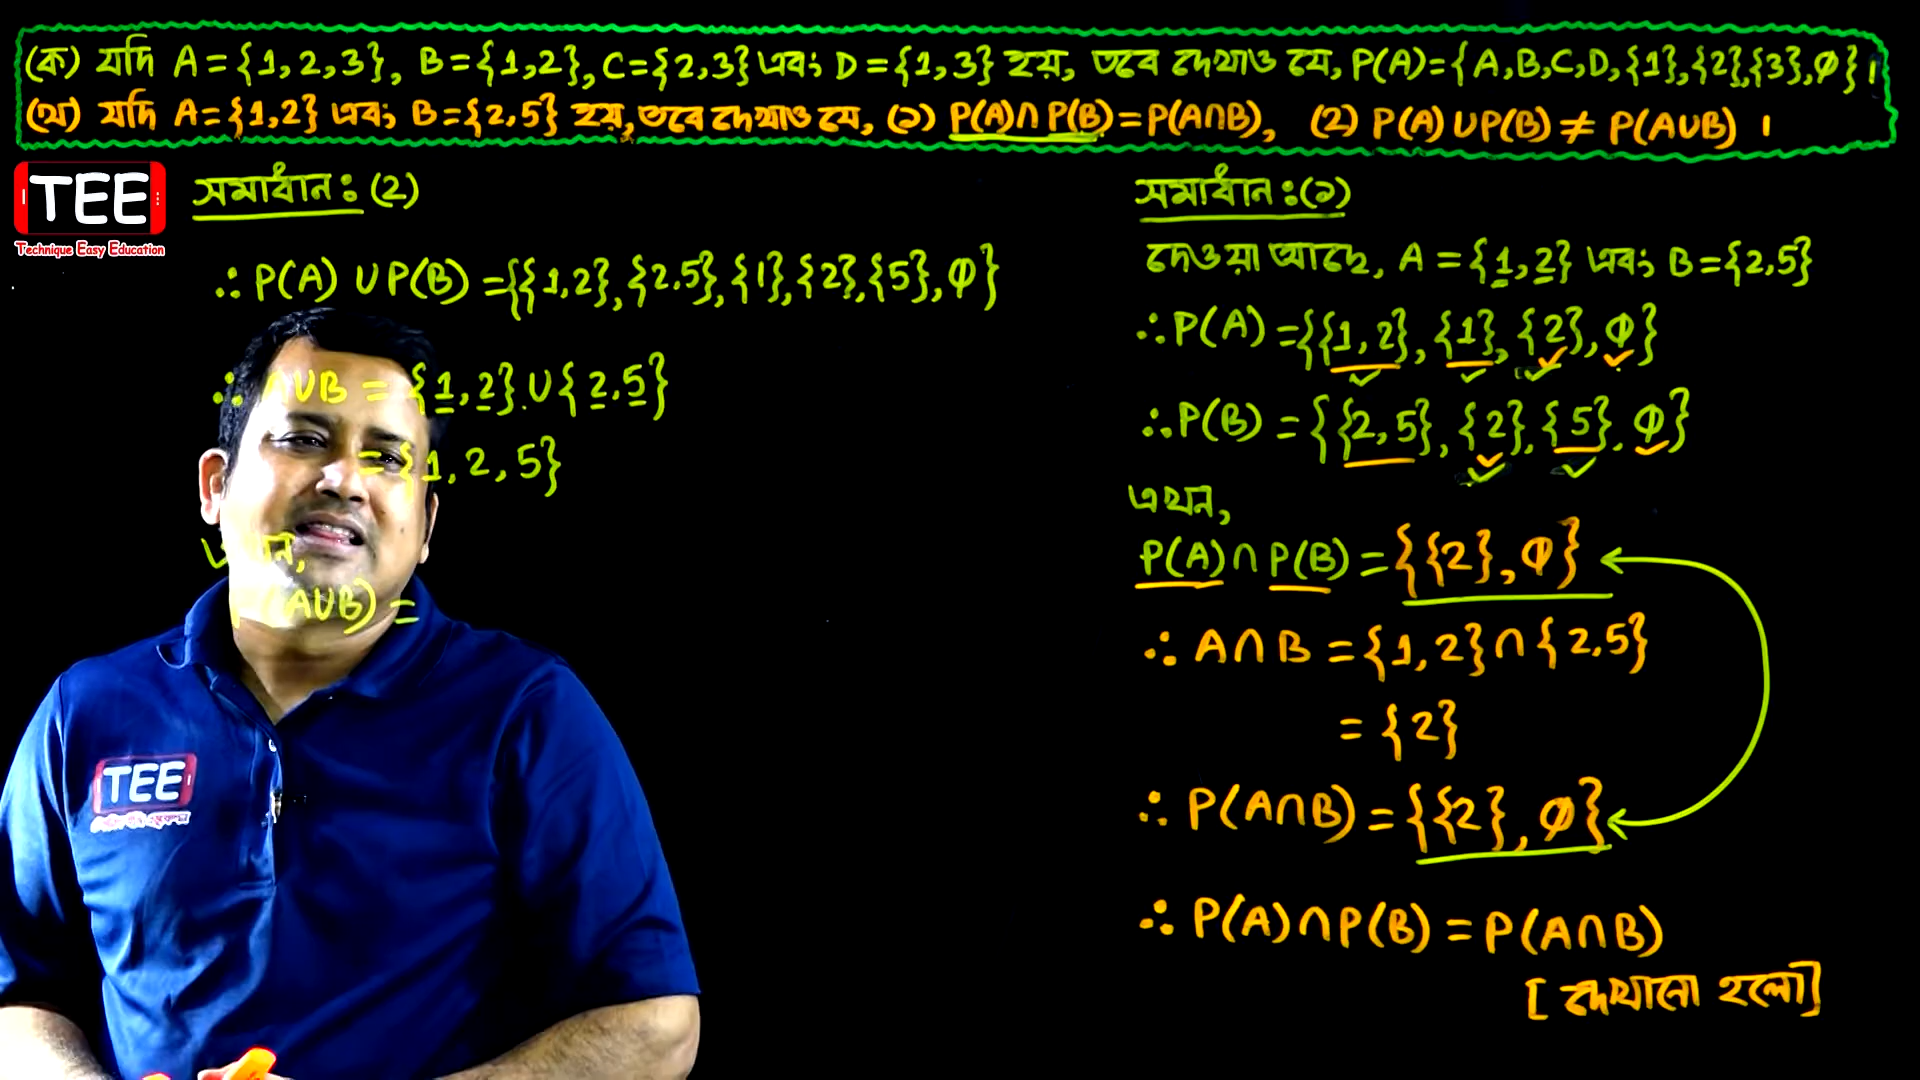 (ক) যদি A={1,2,3}, B={1,2}, C={2,3} এবং D={1,3} হয়, তবে দেখাও যে, P(A)={A,B,C,D,{1},{2},{3},Φ}।
(খ) যদি A={1,2} এবং B={2,5} হয়, তবে দেখাও যে, (১) P(A)∩P(B)=P(A∩B), (2) P(A)∪P(B)≠P(A∪B)।
TEE
Technique Easy Education
সমাধান: (2)
∴ P(A)∪P(B)={{1,2},{2.5},{1},{2},{5},Φ}
∴ A∪B = {1,2}.∪{2.5}
={1,2,5}
এখন,
P(A∪B)=
TEE
সমাধান:(১)
দেওয়া আছে, A={1,2} এবং B={2,5}
∴P(A)={{1,2},{1},{2},Φ}
∴P(B)={{2,5},{2},{5}.Φ}
এখন,
P(A)∩P(B)={{2},Φ}
∴ A∩B={1,2}∩{2.5}
={2}
∴ P(A∩B)={{2},Φ}
∴ P(A)∩P(B)=P(A∩B)
[দেখানো হলো]